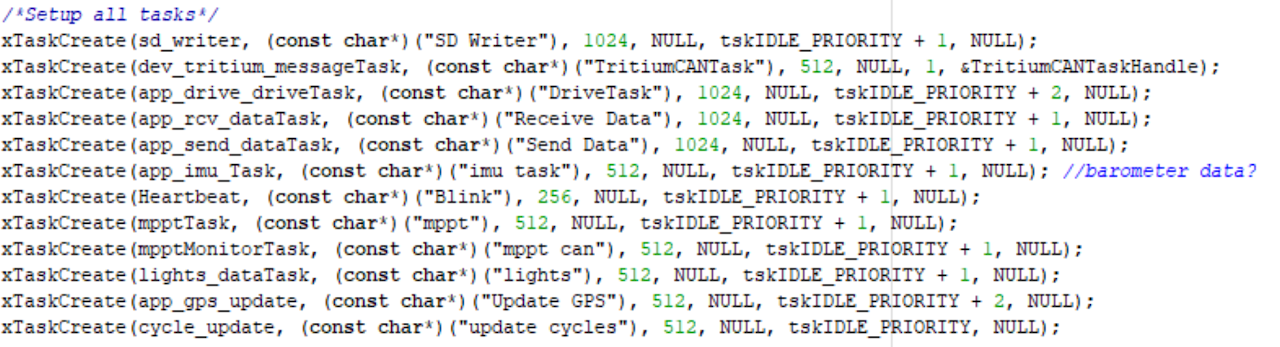 /*Setup all tasks*/
xTaskCreate(sd_writer, (const char*)("SD Writer"), 1024, NULL, tskIDLE_PRIORITY + 1, NULL);
xTaskCreate(dev_tritium_messageTask, (const char*)("TritiumCANTask"), 512, NULL, 1, &TritiumCANTaskHandle);
xTaskCreate(app_drive_driveTask, (const char*)("DriveTask"), 1024, NULL, tskIDLE_PRIORITY + 2, NULL);
xTaskCreate(app_rcv_dataTask, (const char*)("Receive Data"), 1024, NULL, tskIDLE_PRIORITY + 1, NULL);
xTaskCreate(app_send_dataTask, (const char*)("Send Data"), 1024, NULL, tskIDLE_PRIORITY + 1, NULL);
xTaskCreate(app_imu_Task, (const char*)("imu task"), 512, NULL, tskIDLE_PRIORITY + 1, NULL); //barometer data?
xTaskCreate(Heartbeat, (const char*)("Blink"), 256, NULL, tskIDLE_PRIORITY + 1, NULL);
xTaskCreate(mpptTask, (const char*)("mppt"), 512, NULL, tskIDLE_PRIORITY + 1, NULL);
xTaskCreate(mpptMonitorTask, (const char*)("mppt can"), 512, NULL, tskIDLE_PRIORITY + 1, NULL);
xTaskCreate(lights_dataTask, (const char*)("lights"), 512, NULL, tskIDLE_PRIORITY + 1, NULL);
xTaskCreate(app_gps_update, (const char*)("Update GPS"), 512, NULL, tskIDLE_PRIORITY + 2, NULL);
xTaskCreate(cycle_update, (const char*)("update cycles"), 512, NULL, tskIDLE_PRIORITY, NULL);